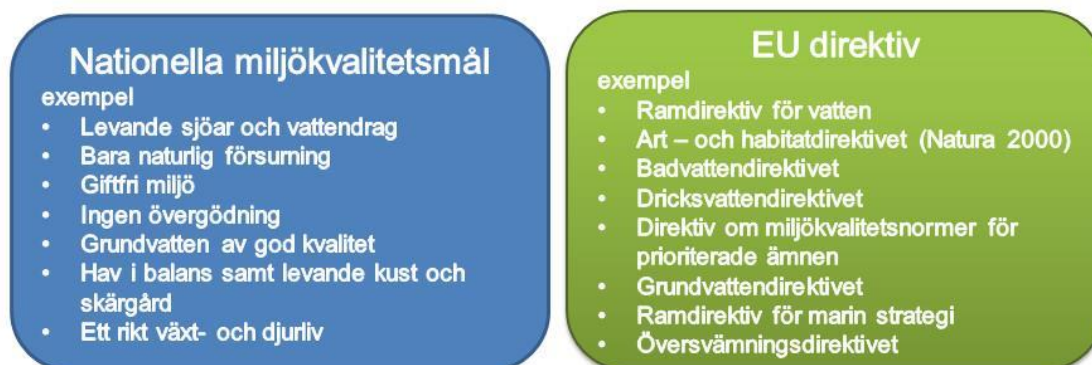 Nationella miljökvalitetsmål
exempel
• Levande sjöar och vattendrag
• Bara naturlig försurning
• Giftfri miljö
• Ingen övergödning
• Grundvatten av god kvalitet
• Hav i balans samt levande kust och
skärgård
• Ett rikt växt- och djurliv
EU direktiv
exempel
• Ramdirektiv för vatten
• Art – och habitatdirektivet (Natura 2000)
• Badvattendirektivet
• Dricksvattendirektivet
• Direktiv om miljökvalitetsnormer för
prioriterade ämnen
• Grundvattendirektivet
• Ramdirektiv för marin strategi
• Översvämningsdirektivet